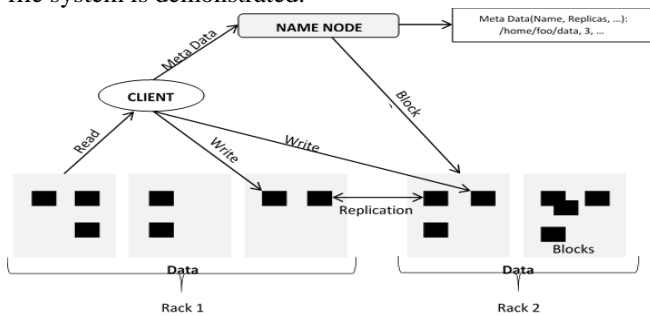 file system is demonstrated.
NAME NODE
Meta Data(Name, Replicas, ...):
/home/foo/data, 3, ...
Meta Data
CLIENT
Block
Read
Write
Write
Replication
Blocks
Data
Data
Rack 1
Rack 2